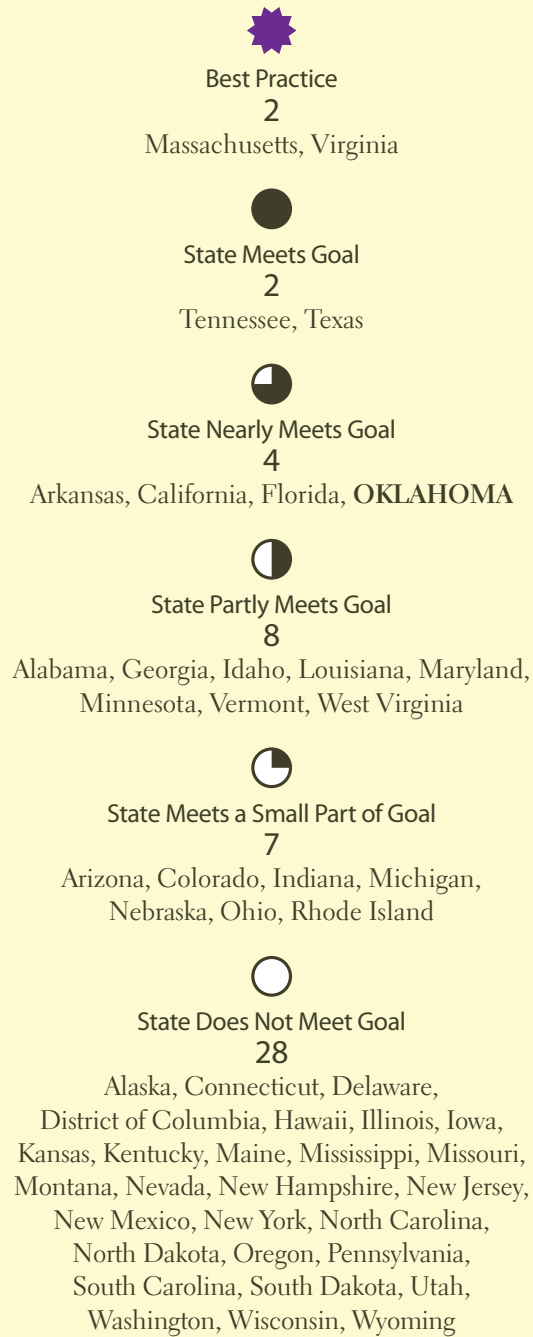 Best Practice
2
Massachusetts, Virginia
State Meets Goal
2
Tennessee, Texas
State Nearly Meets Goal
4
Arkansas, California, Florida, OKLAHOMA
State Partly Meets Goal
8
Alabama, Georgia, Idaho, Louisiana, Maryland,
Minnesota, Vermont, West Virginia
State Meets a Small Part of Goal
7
Arizona, Colorado, Indiana, Michigan,
Nebraska, Ohio, Rhode Island
State Does Not Meet Goal
28
Alaska, Connecticut, Delaware,
District of Columbia, Hawaii, Illinois, Iowa,
Kansas, Kentucky, Maine, Mississippi, Missouri,
Montana, Nevada, New Hampshire, New Jersey,
New Mexico, New York, North Carolina,
North Dakota, Oregon, Pennsylvania,
South Carolina, South Dakota, Utah,
Washington, Wisconsin, Wyoming